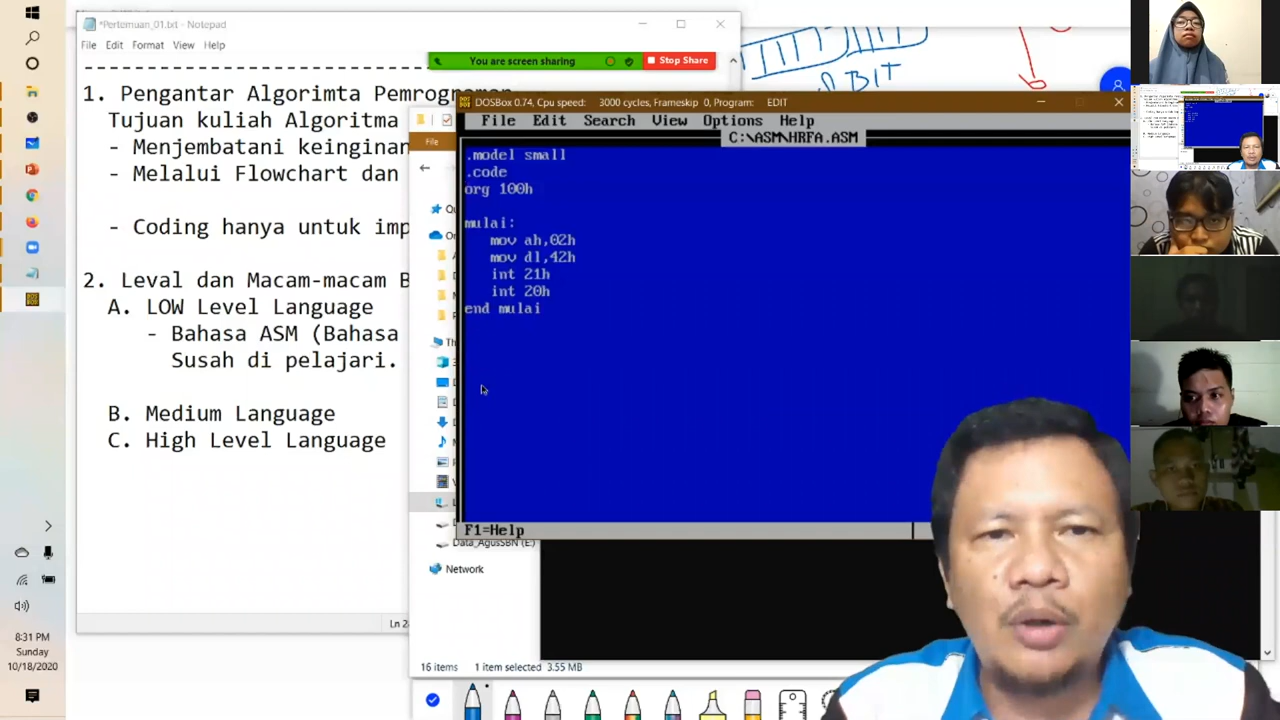 *Pertemuan_01.txt - Notepad
File Edit Format View Help
1. Pengantar Algorimta Pemrograman
Tujuan kuliah Algoritma
- Menjembatani keinginan
- Melalui Flowchart dan
- Coding hanya untuk imp
2. Leval dan Macam-macam B
A. LOW Level Language
- Bahasa ASM (Bahasa
Susah di pelajari.
B. Medium Language
C. High Level Language
You are screen sharing
Stop Share
8 BIT
DOSBox 0.74, Cpu speed: 3000 cycles, Frameskip 0, Program: EDIT
File Edit Search View Options Help
C:\ASM\HRFA.ASM
.model small
.code
org 100h
mulai:
mov ah,02h
mov dl,42h
int 21h
int 20h
end mulai
F1=Help
File
Data_AgusSBN (E:)
Network
16 items 1 item selected 3.55 MB
8:31 PM
Sunday
10/18/2020